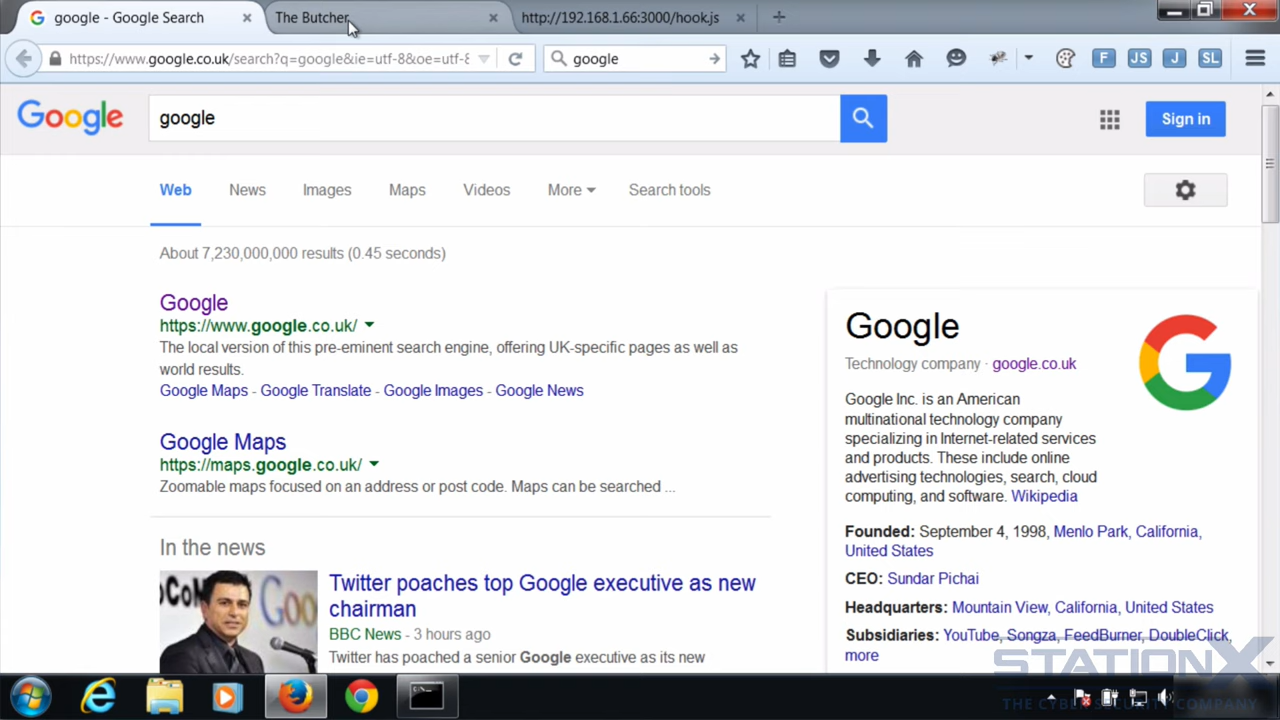 google - Google Search
The Butcher
http://192.168.1.66:3000/hook.js
https://www.google.co.uk/search?q=google&ie=utf-8&oe=utf-8
google
F
JS
J
SL
Google
google
Sign in
Web
News
Images
Maps
Videos
More
Search tools
About 7,230,000,000 results (0.45 seconds)
Google
https://www.google.co.uk/
The local version of this pre-eminent search engine, offering UK-specific pages as well as
world results.
Google Maps - Google Translate - Google Images - Google News
Google Maps
https://maps.google.co.uk/
Zoomable maps focused on an address or post code. Maps can be searched ...
In the news
Twitter poaches top Google executive as new
chairman
BBC News - 3 hours ago
Twitter has poached a senior Google executive as its new
Google
Technology company · google.co.uk
Google Inc. is an American
multinational technology company
specializing in Internet-related services
and products. These include online
advertising technologies, search, cloud
computing, and software. Wikipedia
Founded: September 4, 1998, Menlo Park, California,
United States
CEO: Sundar Pichai
Headquarters: Mountain View, California, United States
Subsidiaries: YouTube, Songza, FeedBurner, DoubleClick,
more
STATIONX
THE CYBER SECURITY COMPANY